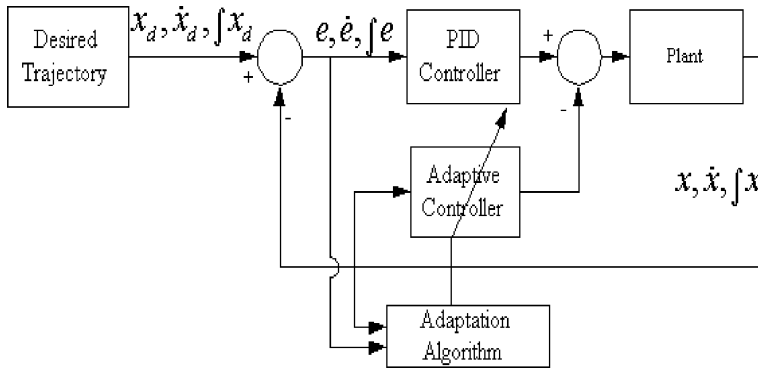 Desired
Trajectory
x_d, ẋ_d, ∫x_d
+
-
e, ė, ∫e
PID
Controller
+
-
Plant
Adaptive
Controller
x, ẋ, ∫x
Adaptation
Algorithm